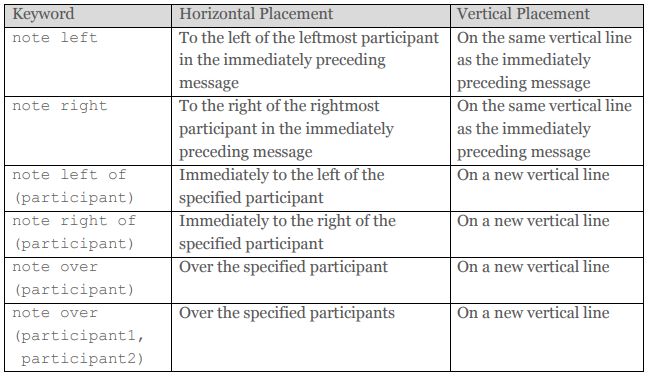 Keyword Horizontal Placement Vertical Placement
note left To the left of the leftmost participant On the same vertical line
in the immediately preceding as the immediately
message preceding message
note right To the right of the rightmost On the same vertical line
participant in the immediately as the immediately
preceding message preceding message
note left of Immediately to the left of the On a new vertical line
(participant) specified participant
note right of Immediately to the right of the On a new vertical line
(participant) specified participant
note over Over the specified participant On a new vertical line
(participant)
note over Over the specified participants On a new vertical line
(participant1,
participant2)